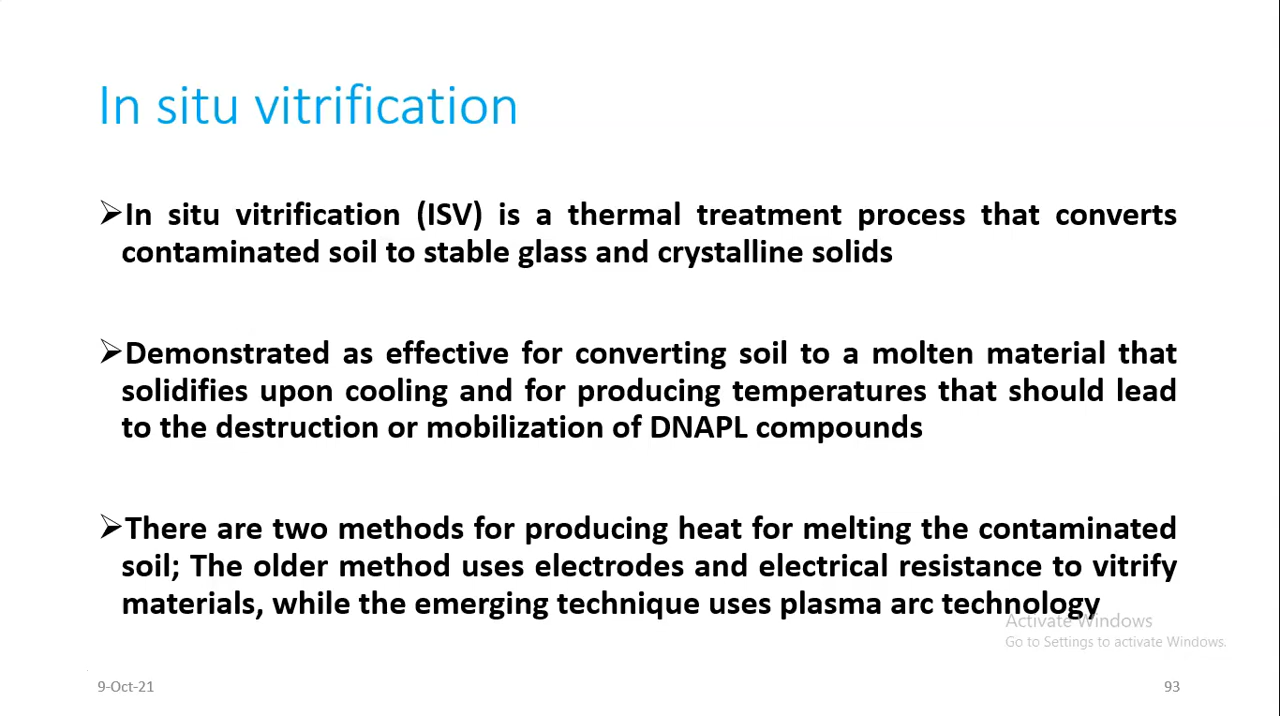 In situ vitrification
➢In situ vitrification (ISV) is a thermal treatment process that converts
contaminated soil to stable glass and crystalline solids
➢Demonstrated as effective for converting soil to a molten material that
solidifies upon cooling and for producing temperatures that should lead
to the destruction or mobilization of DNAPL compounds
➢There are two methods for producing heat for melting the contaminated
soil; The older method uses electrodes and electrical resistance to vitrify
materials, while the emerging technique uses plasma arc technology
Activate Windows
Go to Settings to activate Windows.
9-Oct-21
93